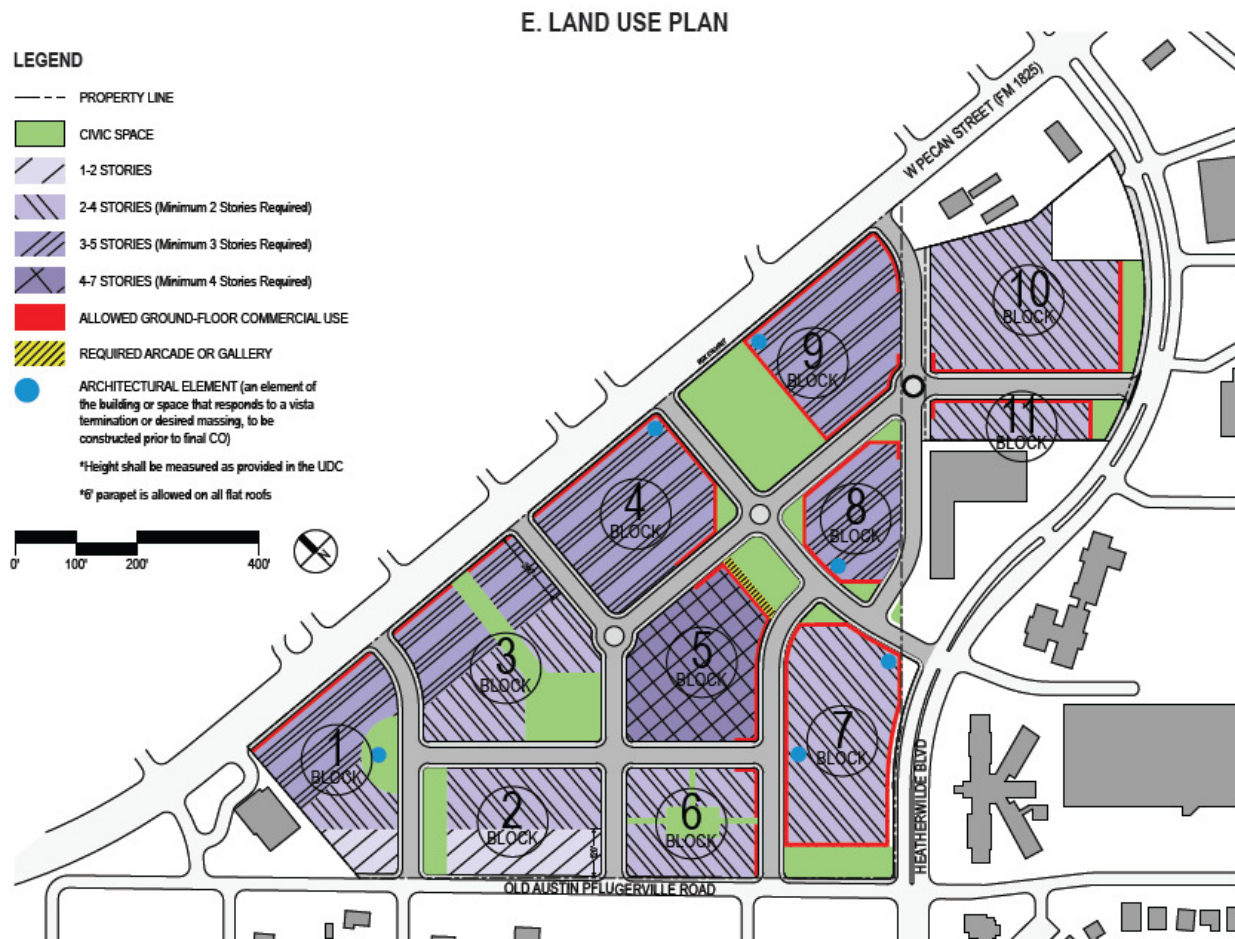 E. LAND USE PLAN
LEGEND
PROPERTY LINE
CIVIC SPACE
1-2 STORIES
2-4 STORIES (Minimum 2 Stories Required)
3-5 STORIES (Minimum 3 Stories Required)
4-7 STORIES (Minimum 4 Stories Required)
ALLOWED GROUND-FLOOR COMMERCIAL USE
REQUIRED ARCADE OR GALLERY
ARCHITECTURAL ELEMENT (an element of
the building or space that responds to a vista
termination or desired massing, to be
constructed prior to final CO)
*Height shall be measured as provided in the UDC
*6' parapet is allowed on all flat roofs
0' 100' 200' 400'
N
W PECAN STREET (FM 1825)
10
BLOCK
9
BLOCK
11
BLOCK
4
BLOCK
8
BLOCK
3
BLOCK
5
BLOCK
7
BLOCK
1
BLOCK
2
BLOCK
6
BLOCK
HEATHERWILDE BLVD
OLD AUSTIN PFLUGERVILLE ROAD